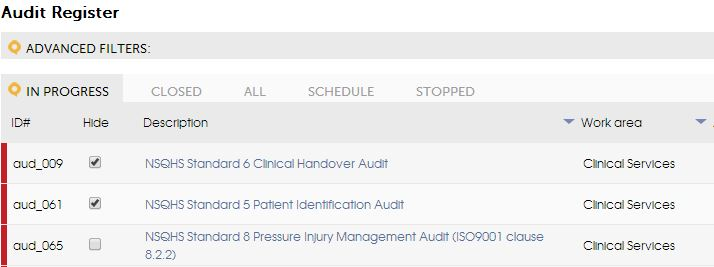 Audit Register
ADVANCED FILTERS:
IN PROGRESS CLOSED ALL SCHEDULE STOPPED
ID# Hide Description Work area
aud_009 NSQHS Standard 6 Clinical Handover Audit Clinical Services
aud_061 NSQHS Standard 5 Patient Identification Audit Clinical Services
aud_065 NSQHS Standard 8 Pressure Injury Management Audit (ISO9001 clause Clinical Services
8.2.2)